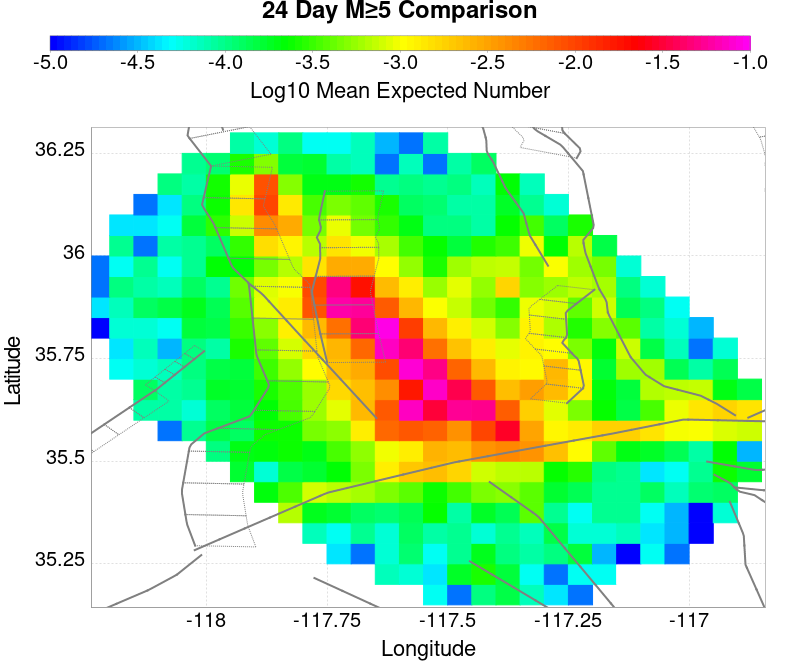 24 Day M≥5 Comparison
-5.0 -4.5 -4.0 -3.5 -3.0 -2.5 -2.0 -1.5 -1.0
Log10 Mean Expected Number
36.25
36
35.75
35.5
35.25
Latitude
-118 -117.75 -117.5 -117.25 -117
Longitude